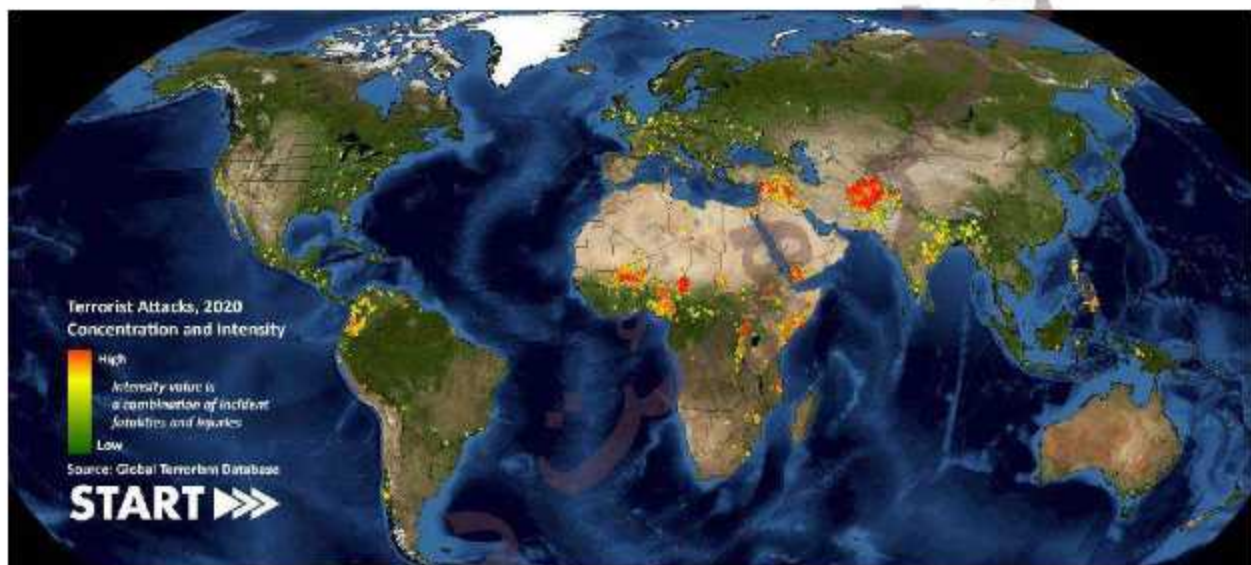 Terrorist Attacks, 2020
Concentration and Intensity
High
Intensity value is
a combination of incident
fatalities and injuries
Low
Source: Global Terrorism Database
START